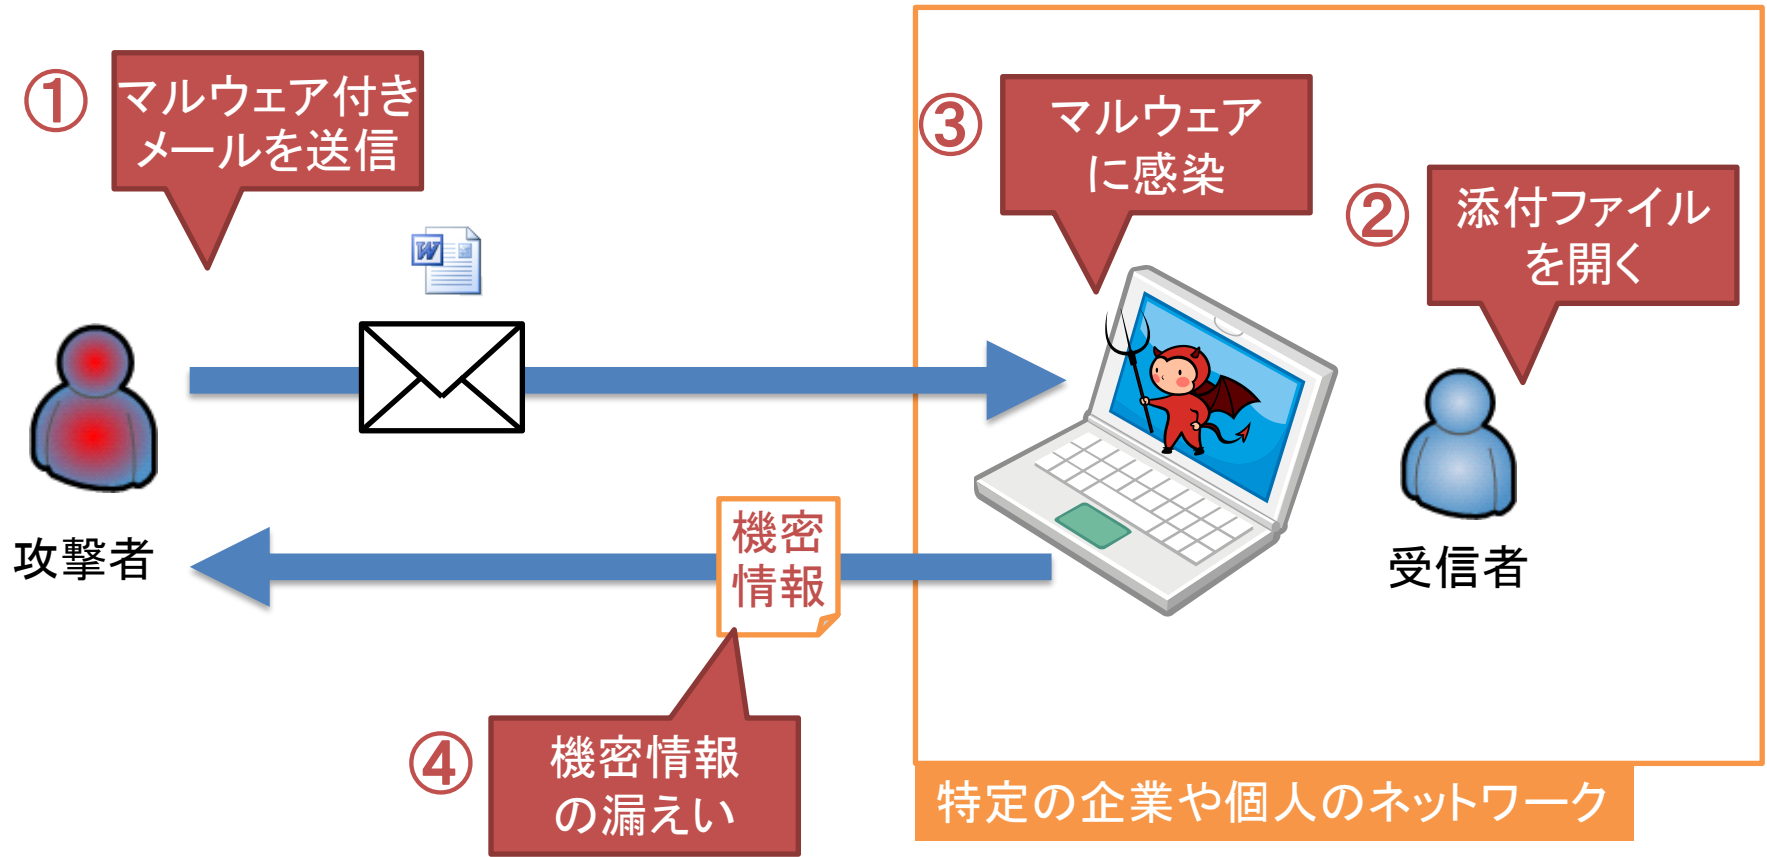 ①
マルウェア付き
メールを送信
③
マルウェア
に感染
②
添付ファイル
を開く
W
攻撃者
機密
情報
受信者
④
機密情報
の漏えい
特定の企業や個人のネットワーク